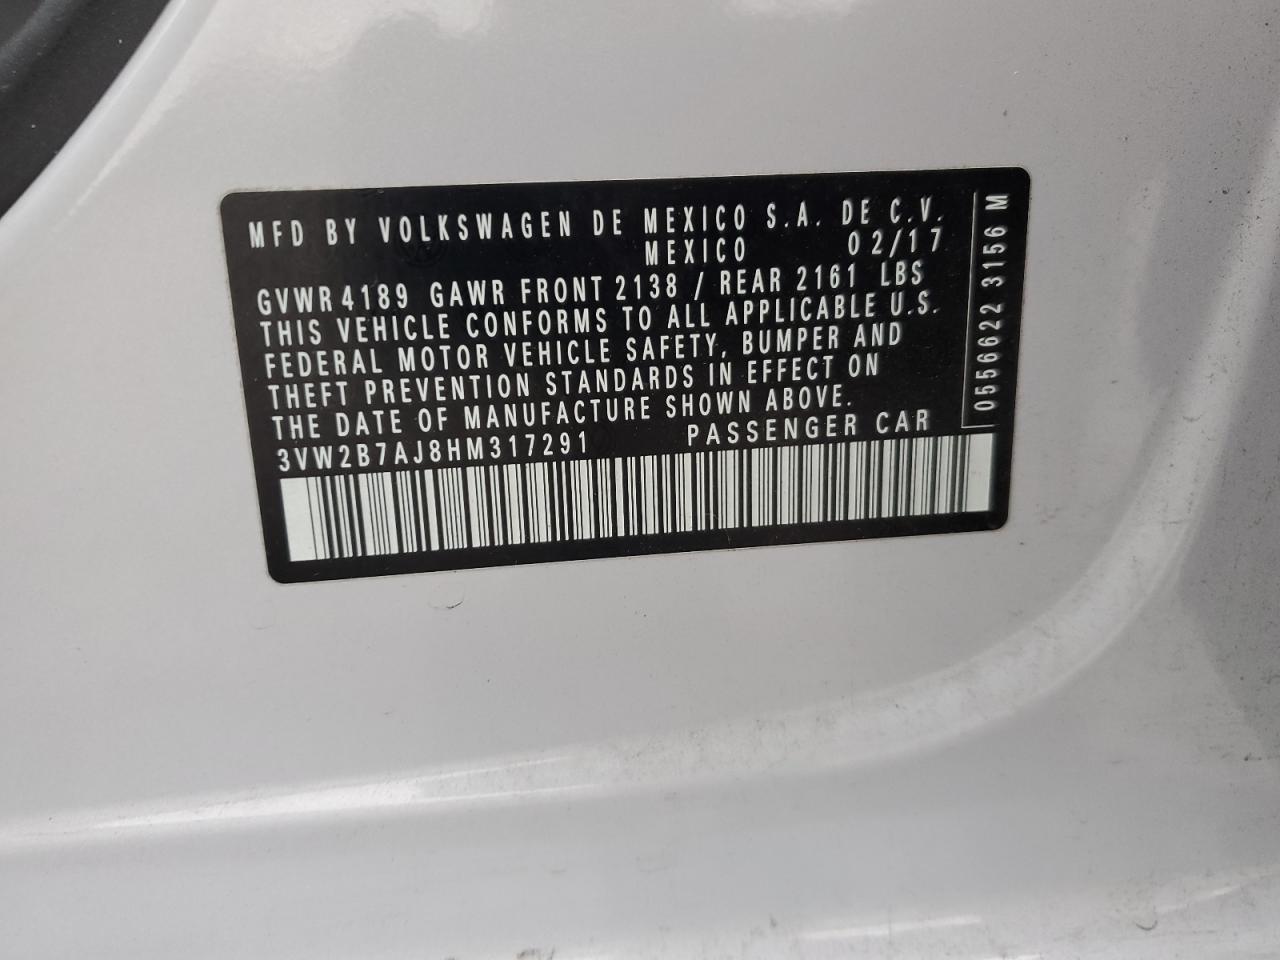 MFD BY VOLKSWAGEN DE MEXICO S.A. DE C.V.
MEXICO 02/17
GVWR 4189 GAWR FRONT 2138 / REAR 2161 LBS
THIS VEHICLE CONFORMS TO ALL APPLICABLE U.S.
FEDERAL MOTOR VEHICLE SAFETY, BUMPER AND
THEFT PREVENTION STANDARDS IN EFFECT ON
THE DATE OF MANUFACTURE SHOWN ABOVE.
3VW2B7AJ8HM317291 PASSENGER CAR
0556622 3156 M